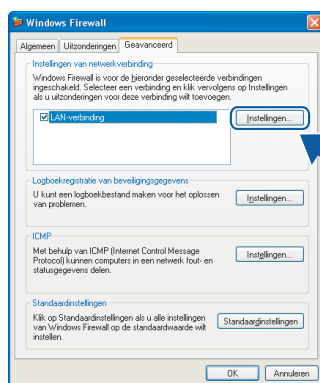 Windows Firewall
Algemeen Uitzonderingen Geavanceerd
Instellingen van netwerkverbinding
Windows Firewall is voor de hieronder geselecteerde verbindingen
ingeschakeld. Selecteer een verbinding en klik vervolgens op Instellingen
als u uitzonderingen voor deze verbinding wilt toevoegen.
LAN-verbinding
Instellingen...
Logboekregistratie van beveiligingsgegevens
U kunt een logboekbestand maken voor het oplossen
van problemen.
Instellingen...
ICMP
Met behulp van ICMP (Internet Control Message
Protocol) kunnen computers in een netwerk fout- en
statusgegevens delen.
Instellingen...
Standaardinstellingen
Klik op Standaardinstellingen als u alle instellingen
van Windows Firewall op de standaardwaarde wilt
instellen.
Standaardinstellingen
OK Annuleren